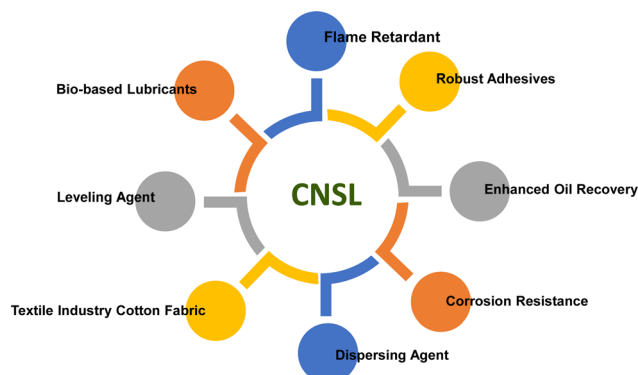 Flame Retardant
Robust Adhesives
Bio-based Lubricants
Enhanced Oil Recovery
CNSL
Leveling Agent
Corrosion Resistance
Textile Industry Cotton Fabric
Dispersing Agent